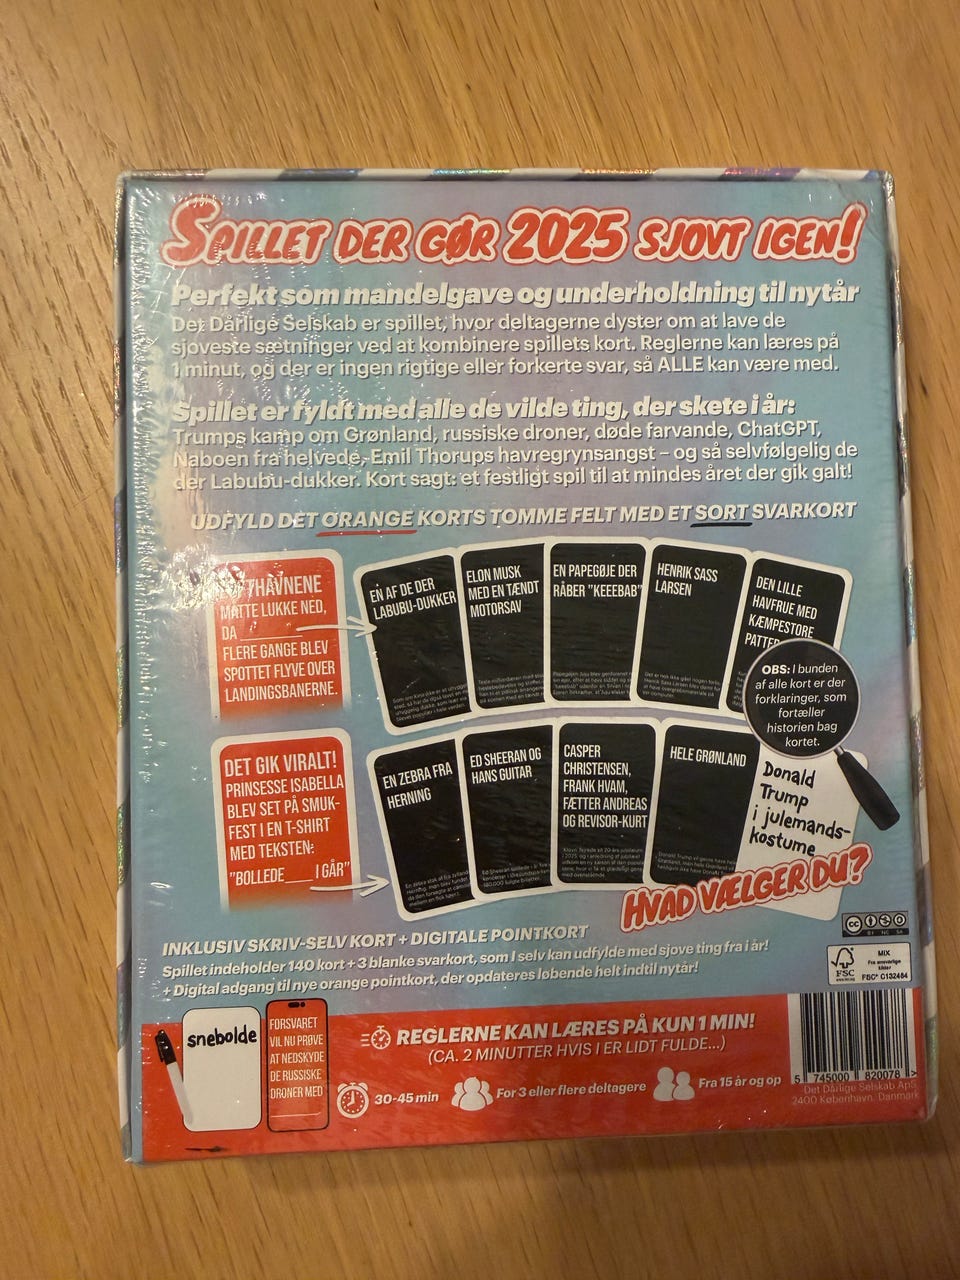 SPILLET DER GØR 2025 SJOVT IGEN!
Perfekt som mandelgave og underholdning til nytår
Det Dårlige Selskab er spillet, hvor deltagerne dyster om at lave de
sjoveste sætninger ved at kombinere spillets kort. Reglerne kan læres på
1 minut, og der er ingen rigtige eller forkerte svar, så ALLE kan være med.
Spillet er fyldt med alle de vilde ting, der skete i år:
Trumps kamp om Grønland, russiske droner, døde farvande, ChatGPT,
Naboen fra helvede, Emil Thorups havregrynsangst – og så selvfølgelig de
der Labubu-dukker. Kort sagt: et festligt spil til at mindes året der gik galt!
UDFYLD DET ORANGE KORTS TOMME FELT MED ET SORT SVARKORT
THAVNENE
MÅTTE LUKKE NED,
DA ______
FLERE GANGE BLEV
SPOTTET FLYVE OVER
LANDINGSBANERNE.
EN AF DE DER
LABUBU-DUKKER
ELON MUSK
MED EN TÆNDT
MOTORSAV
EN PAPEGØJE DER
RÅBER "KEEEBAB"
HENRIK SASS
LARSEN
DEN LILLE
HAVFRUE MED
KÆMPESTORE
PATTER
OBS: I bunden
af alle kort er der
forklaringer, som
fortæller
historien bag
kortet.
DET GIK VIRALT!
PRINSESSE ISABELLA
BLEV SET PÅ SMUK-
FEST I EN T-SHIRT
MED TEKSTEN:
"BOLLEDE____I GÅR"
EN ZEBRA FRA
HERNING
ED SHEERAN OG
HANS GUITAR
CASPER
CHRISTENSEN,
FRANK HVAM,
FÆTTER ANDREAS
OG REVISOR-KURT
HELE GRØNLAND
Donald
Trump
i julemands-
kostume
HVAD VÆLGER DU?
INKLUSIV SKRIV-SELV KORT + DIGITALE POINTKORT
Spillet indeholder 140 kort + 3 blanke svarkort, som I selv kan udfylde med sjove ting fra i år!
+ Digital adgang til nye orange pointkort, der opdateres løbende helt indtil nytår!
CC
BY NC SA
FSC
MIX
Fra ansvarlige
kilder
FSC® C132484
snebolde
FORSVARET
VIL NU PRØVE
AT NEDSKYDE
DE RUSSISKE
DRONER MED
REGLERNE KAN LÆRES PÅ KUN 1 MIN!
(CA. 2 MINUTTER HVIS I ER LIDT FULDE...)
30-45 min
For 3 eller flere deltagere
Fra 15 år og op
5 745000 820078 >
Det Dårlige Selskab ApS,
2400 København, Danmark